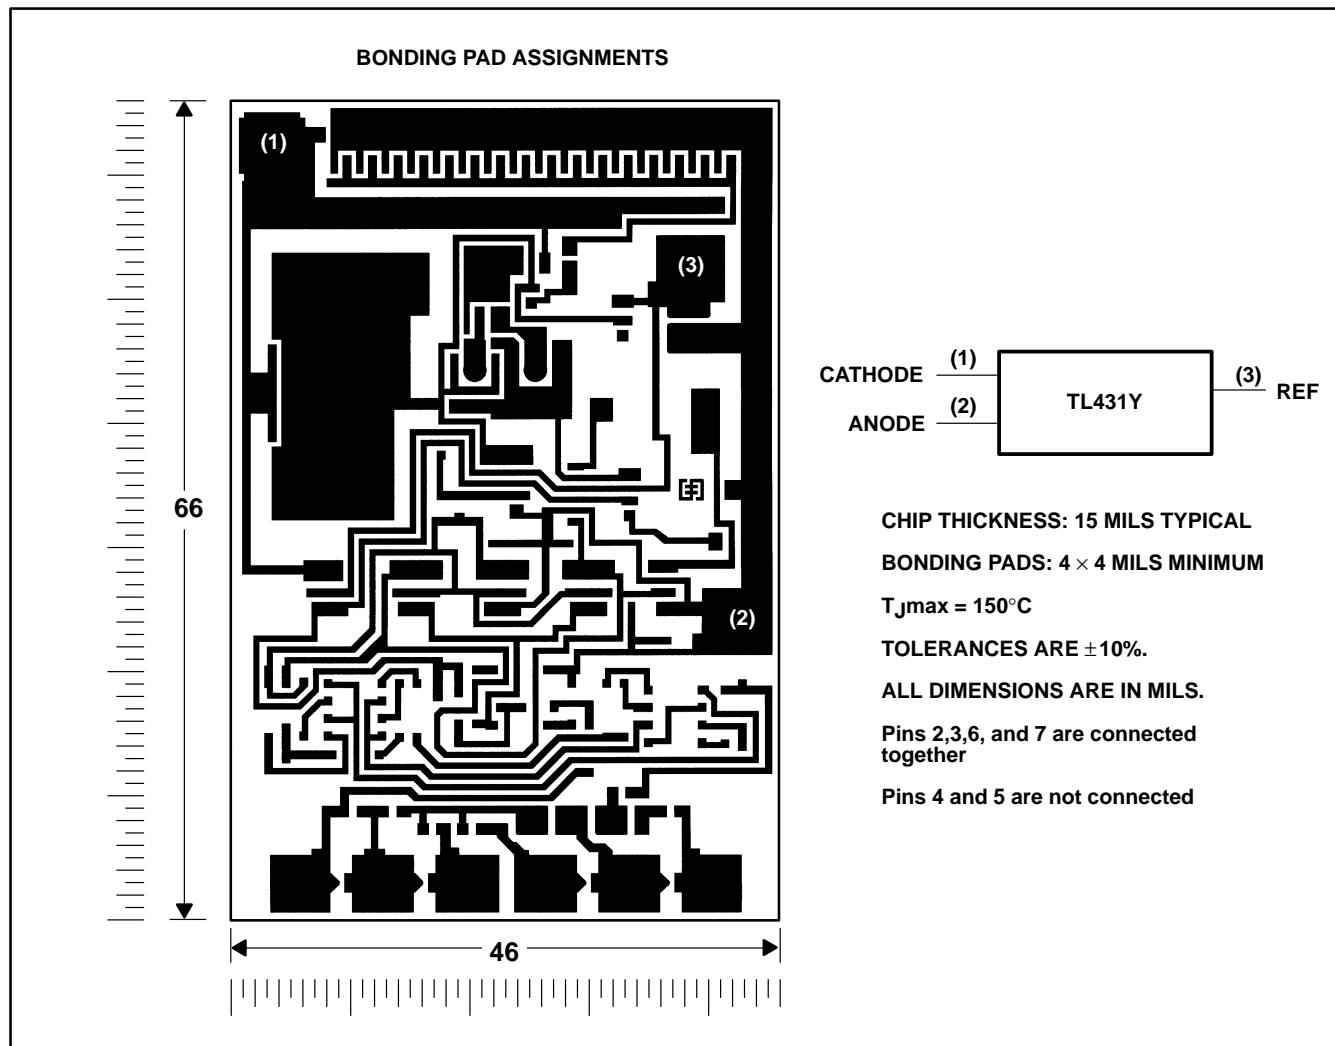 BONDING PAD ASSIGNMENTS
(1)
(3)
(2)
66
46
CATHODE
(1)
ANODE
(2)
TL431Y
(3)
REF
CHIP THICKNESS: 15 MILS TYPICAL
BONDING PADS: 4 × 4 MILS MINIMUM
TJmax = 150°C
TOLERANCES ARE ±10%.
ALL DIMENSIONS ARE IN MILS.
Pins 2,3,6, and 7 are connected
together
Pins 4 and 5 are not connected